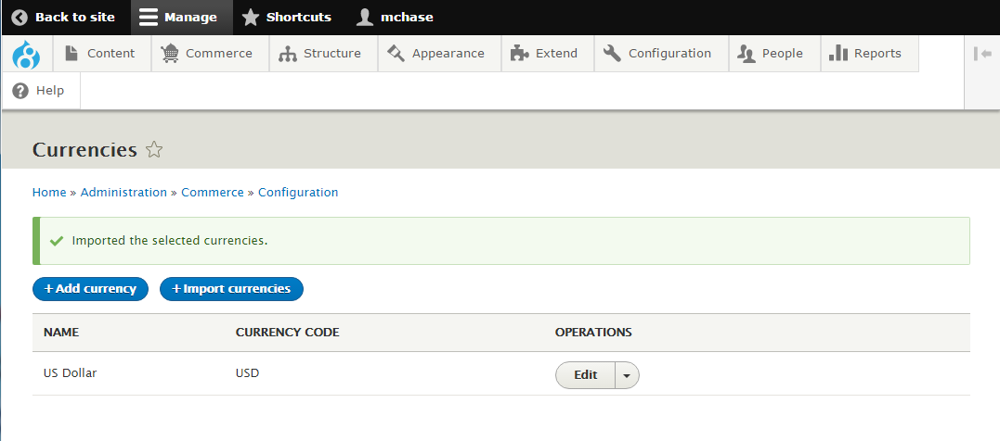 Back to site Manage Shortcuts mchase
Content Commerce Structure Appearance Extend Configuration People Reports
Help
Currencies
Home » Administration » Commerce » Configuration
Imported the selected currencies.
+ Add currency + Import currencies
NAME CURRENCY CODE OPERATIONS
US Dollar USD Edit